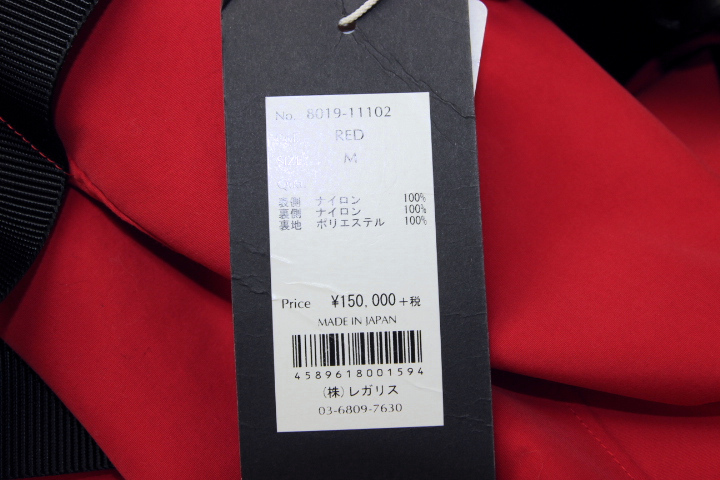 No. 8019-11102
RED
M
表側 ナイロン 100%
裏側 ナイロン 100%
裏地 ポリエステル 100%
Price ¥150,000+税
MADE IN JAPAN
4589618001594
(株)レガリス
03-6809-7630